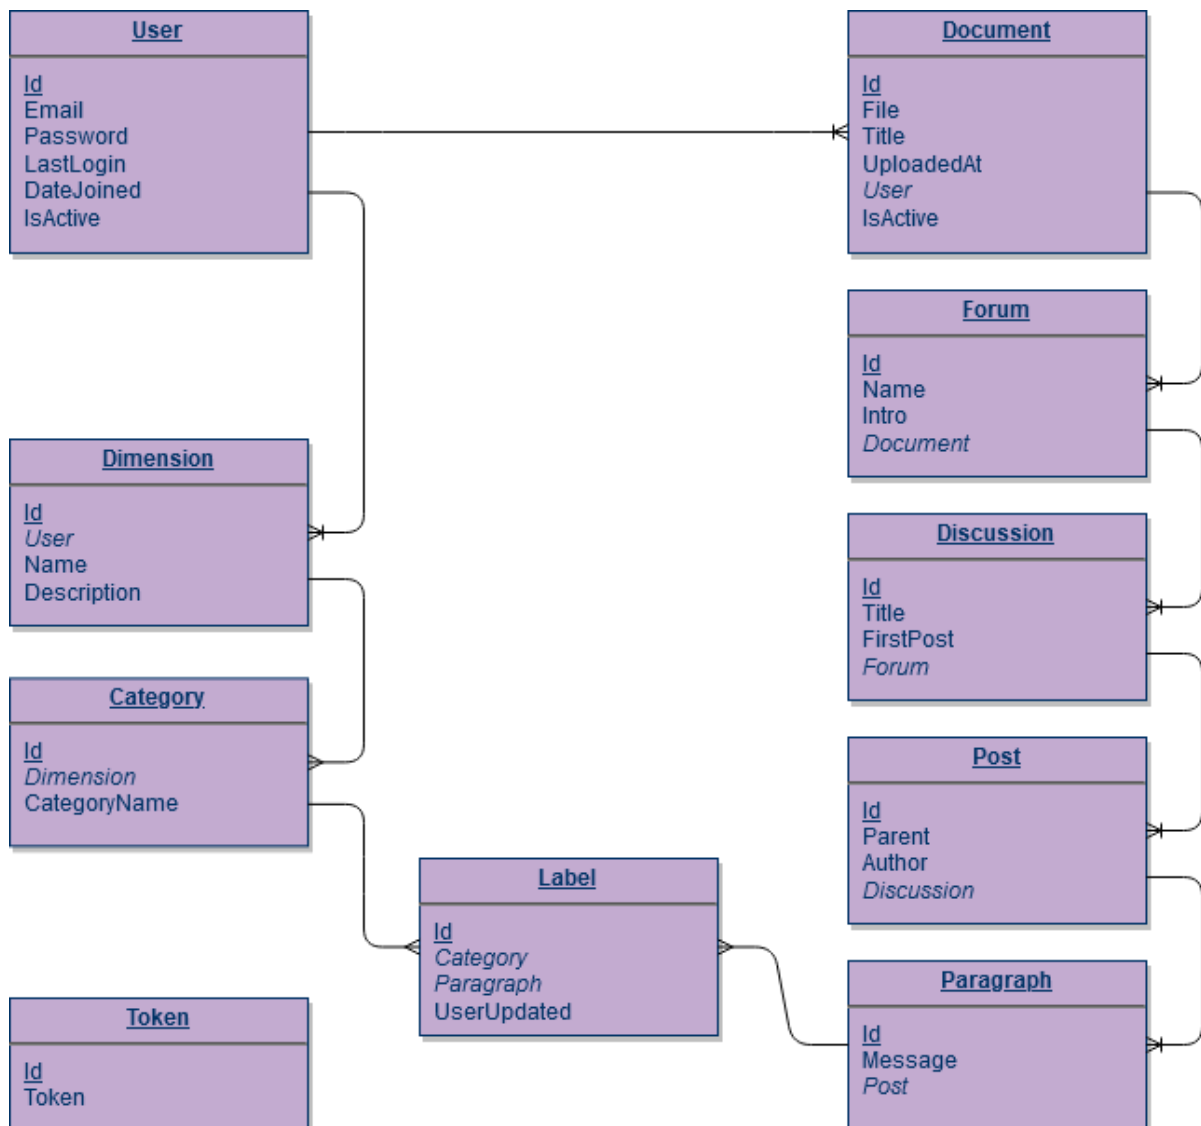 User
Id
Email
Password
LastLogin
DateJoined
IsActive
Document
Id
File
Title
UploadedAt
User
IsActive
Forum
Id
Name
Intro
Document
Dimension
Id
User
Name
Description
Discussion
Id
Title
FirstPost
Forum
Category
Id
Dimension
CategoryName
Post
Id
Parent
Author
Discussion
Label
Id
Category
Paragraph
UserUpdated
Paragraph
Id
Message
Post
Token
Id
Token